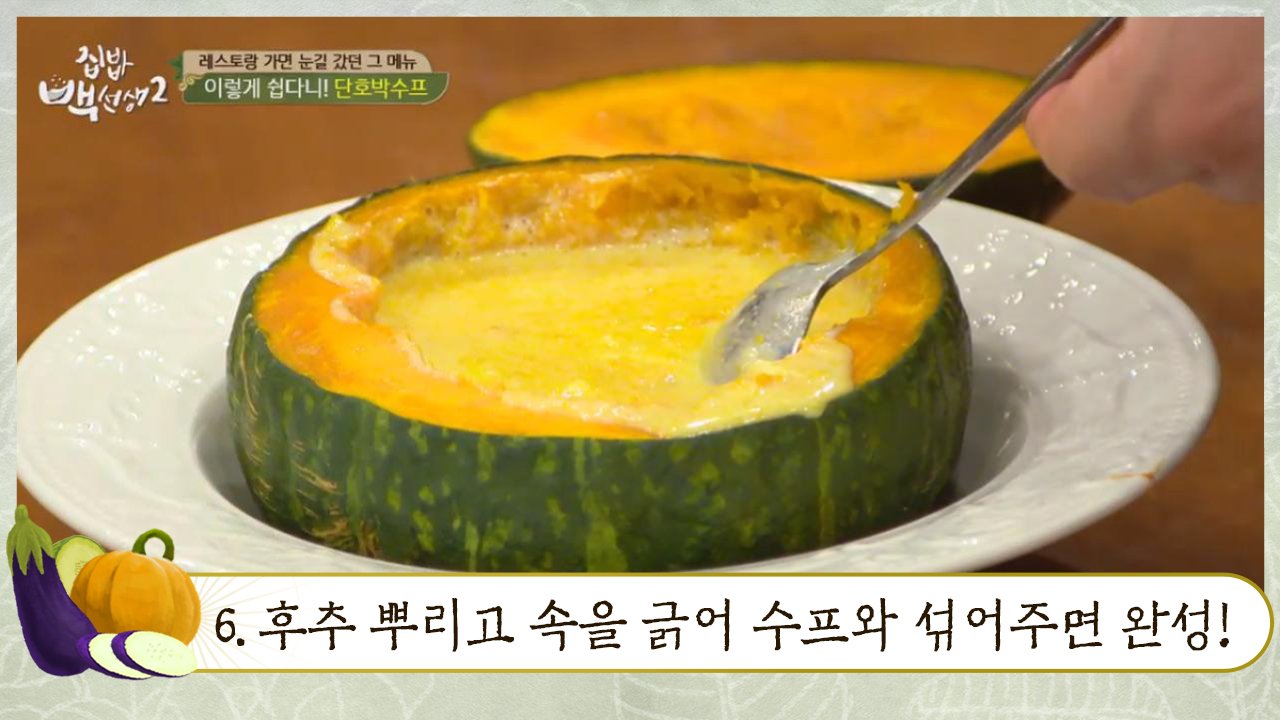 집밥
백선생2
레스토랑 가면 눈길 갔던 그 메뉴
이렇게 쉽다니! 단호박수프
6. 후추 뿌리고 속을 긁어 수프와 섞어주면 완성!